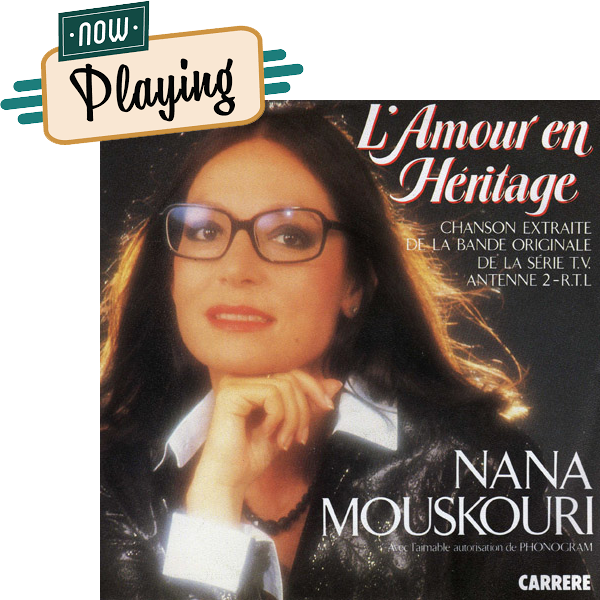 ·NOW·
Playing
L'Amour en
Héritage
CHANSON EXTRAITE
DE LA BANDE ORIGINALE
DE LA SÉRIE T.V.
ANTENNE 2-R.T.L
NANA
MOUSKOURI
Avec l'aimable autorisation de PHONOGRAM
CARRERE